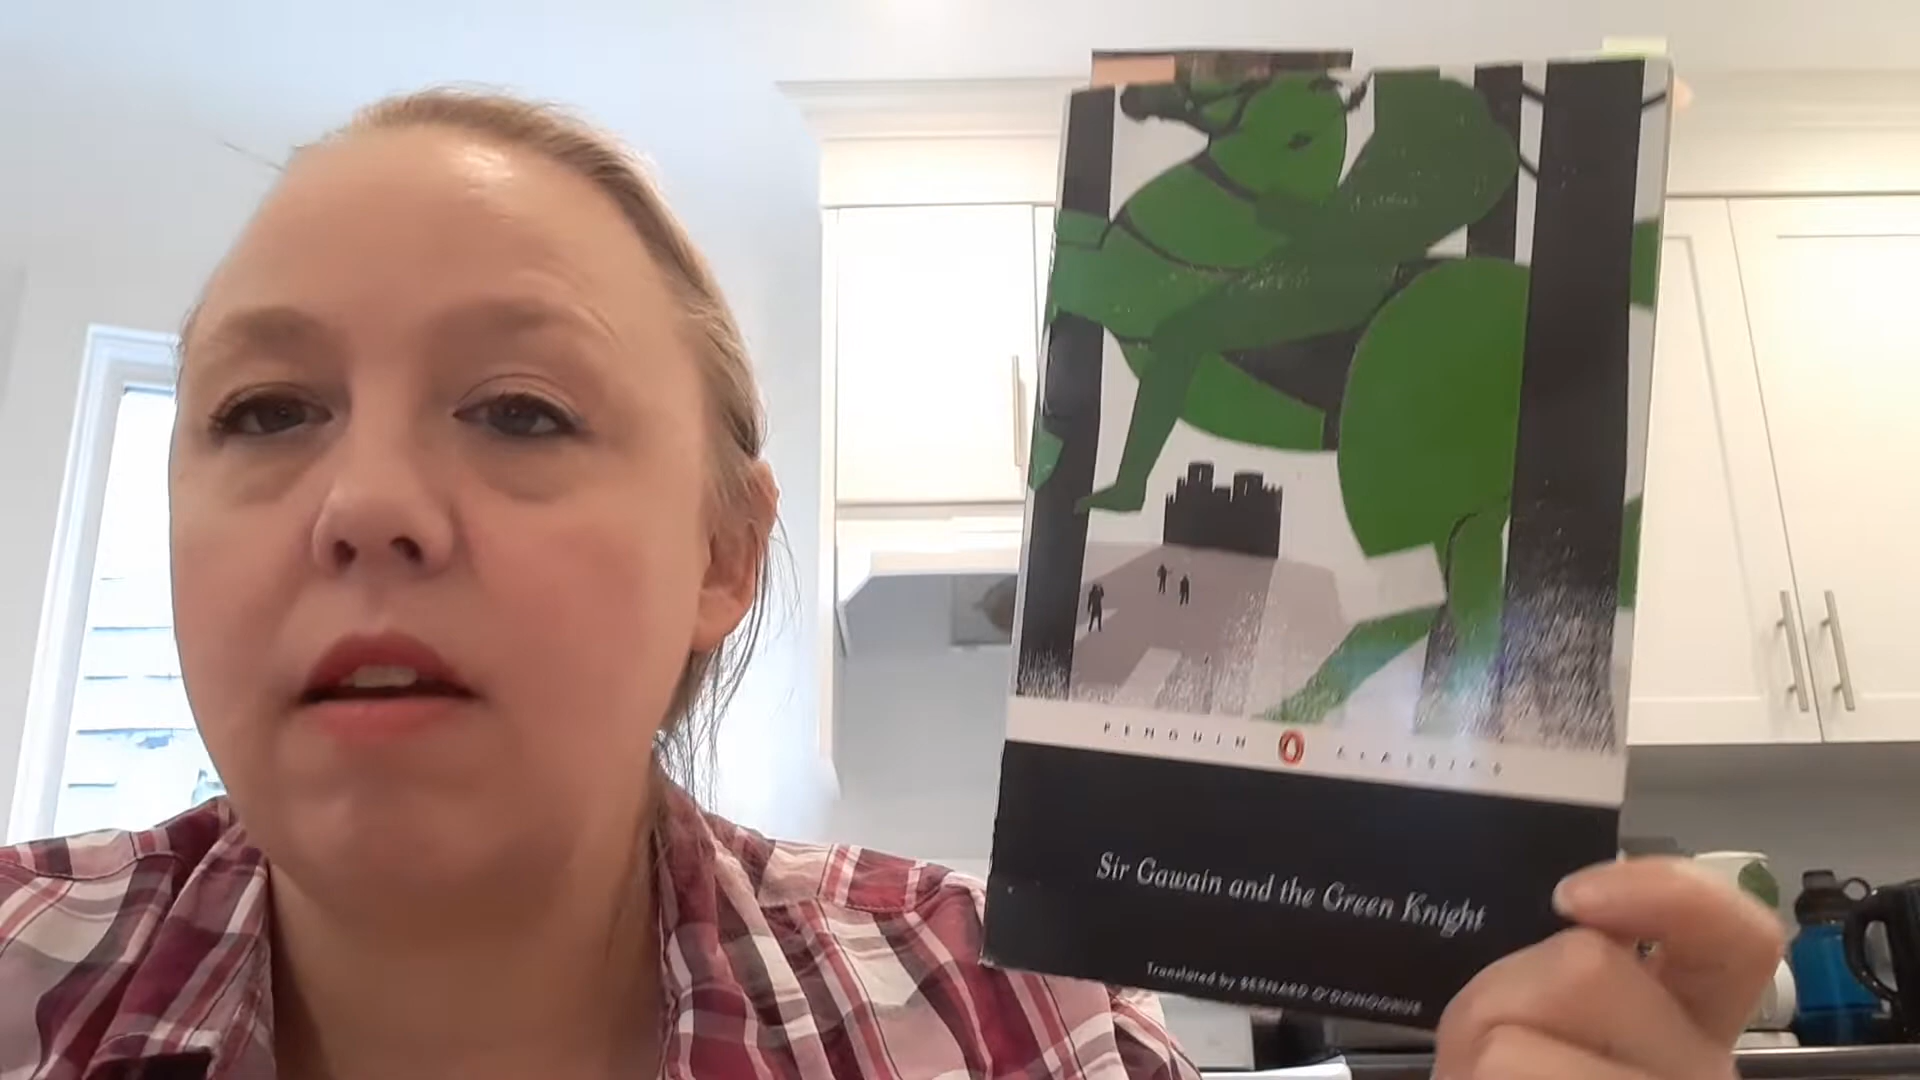 PENGUIN CLASSICS
Sir Gawain and the Green Knight
Translated by BERNARD O'DONOGHUE